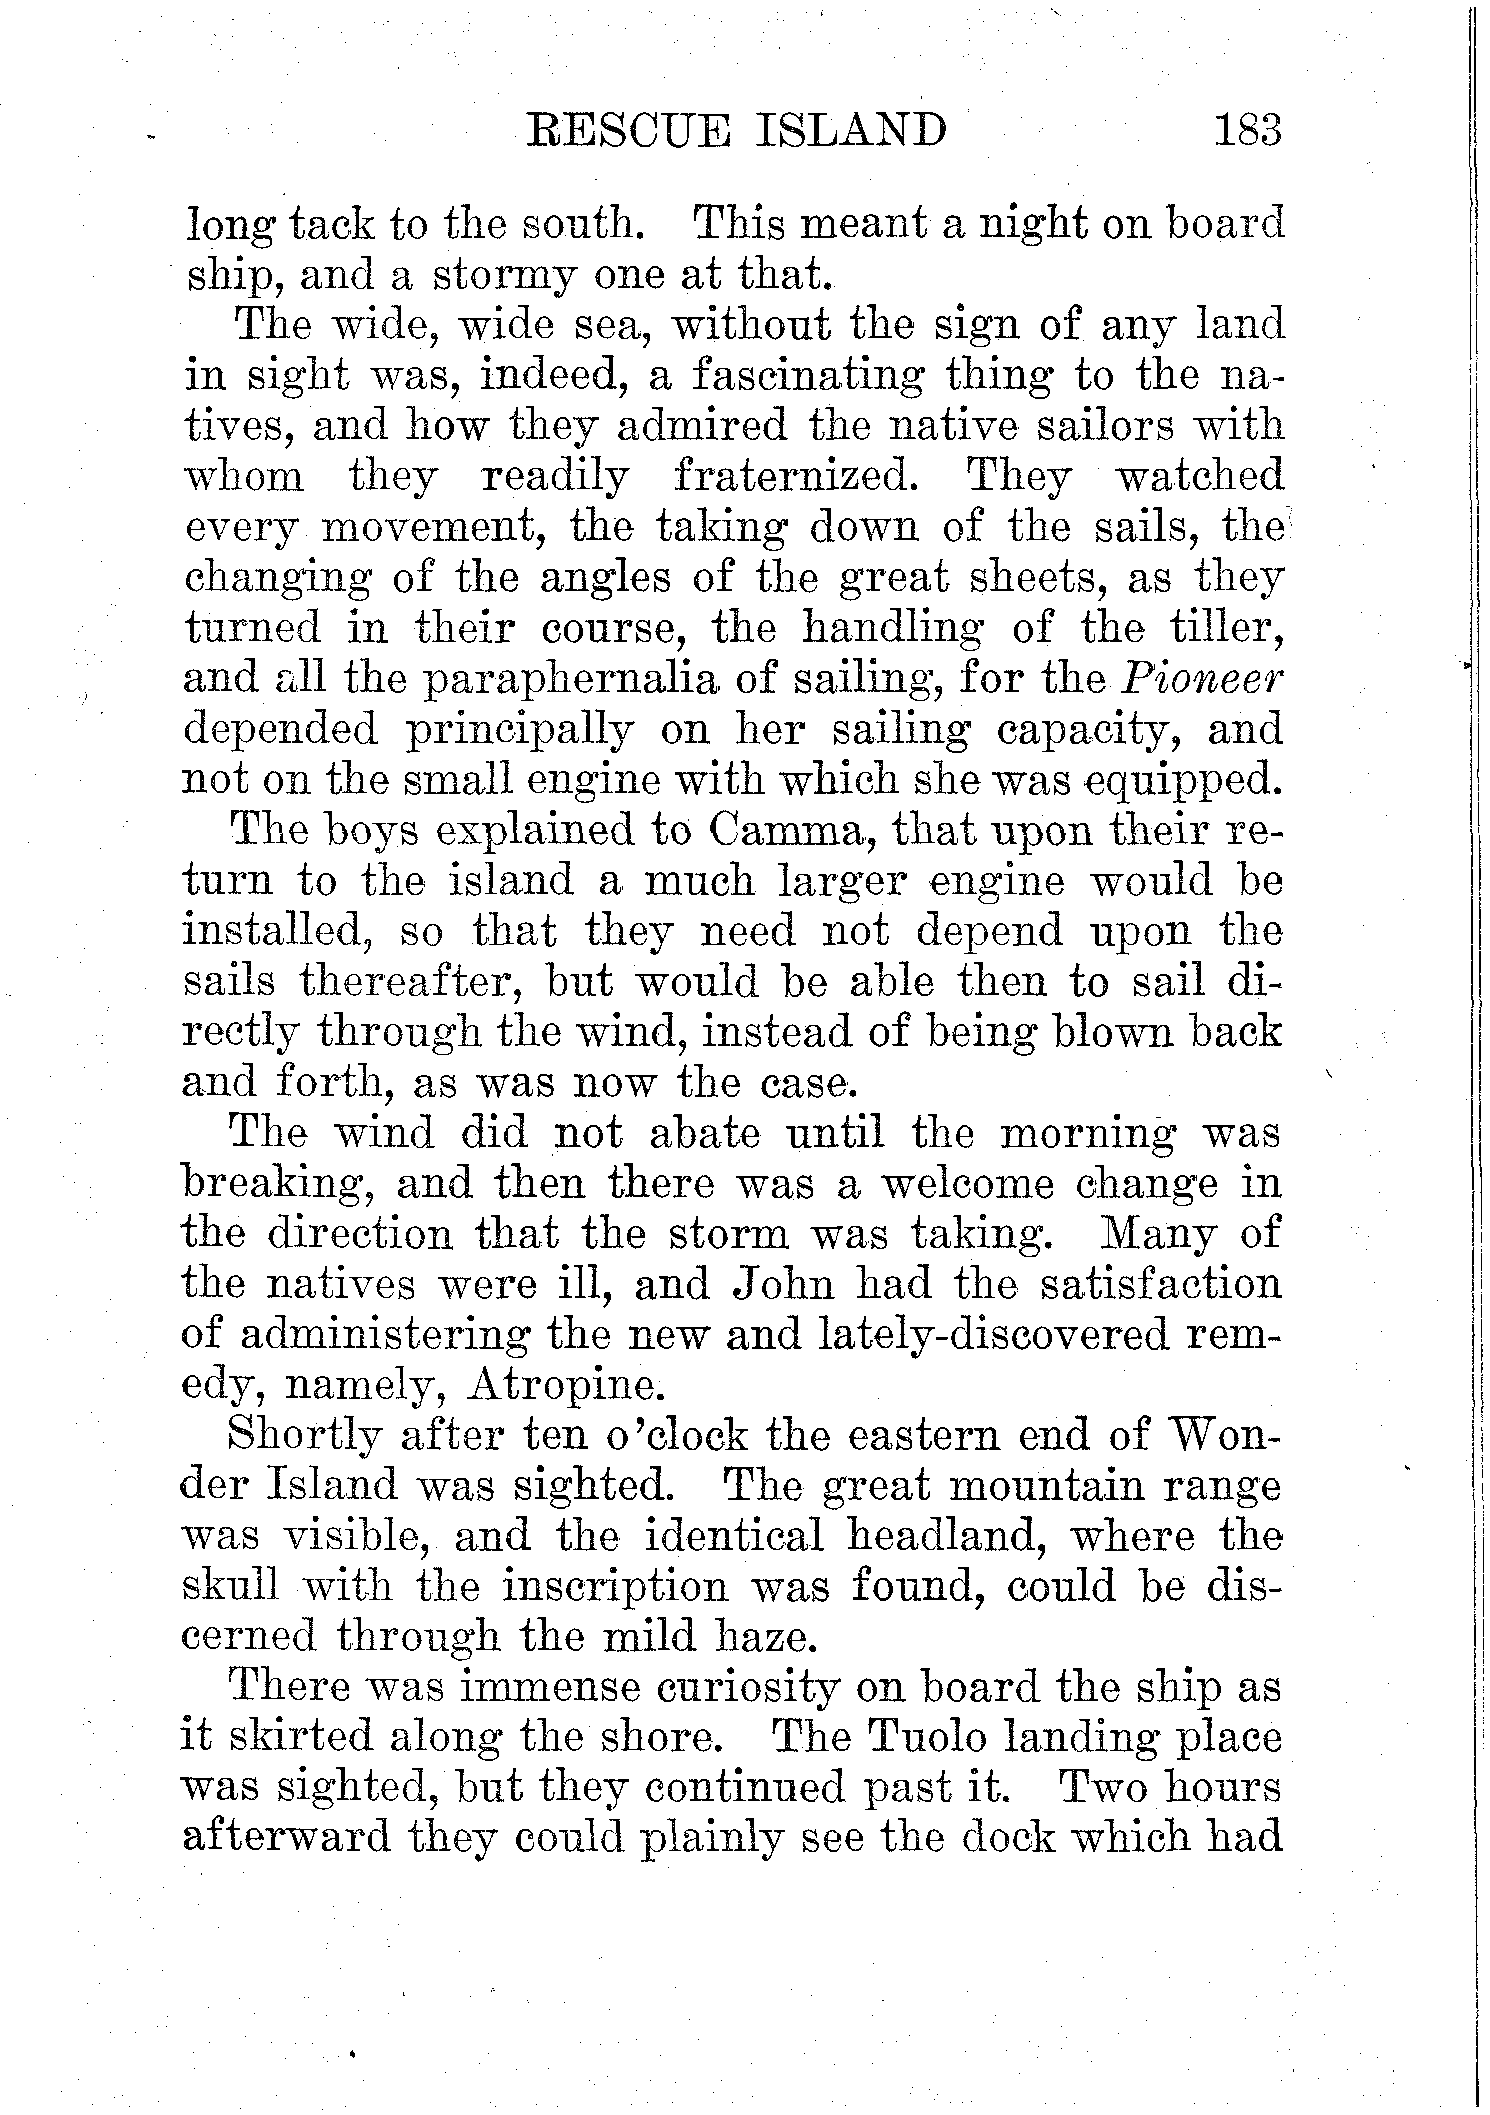 RESCUE ISLAND 183
long tack to the south. This meant a night on board
ship, and a stormy one at that.
The wide, wide sea, without the sign of any land
in sight was, indeed, a fascinating thing to the na-
tives, and how they admired the native sailors with
whom they readily fraternized. They watched
every movement, the taking down of the sails, the
changing of the angles of the great sheets, as they
turned in their course, the handling of the tiller,
and all the paraphernalia of sailing, for the Pioneer
depended principally on her sailing capacity, and
not on the small engine with which she was equipped.
The boys explained to Camma, that upon their re-
turn to the island a much larger engine would be
installed, so that they need not depend upon the
sails thereafter, but would be able then to sail di-
rectly through the wind, instead of being blown back
and forth, as was now the case.
The wind did not abate until the morning was
breaking, and then there was a welcome change in
the direction that the storm was taking. Many of
the natives were ill, and John had the satisfaction
of administering the new and lately-discovered rem-
edy, namely, Atropine.
Shortly after ten o'clock the eastern end of Won-
der Island was sighted. The great mountain range
was visible, and the identical headland, where the
skull with the inscription was found, could be dis-
cerned through the mild haze.
There was immense curiosity on board the ship as
it skirted along the shore. The Tuolo landing place
was sighted, but they continued past it. Two hours
afterward they could plainly see the dock which had